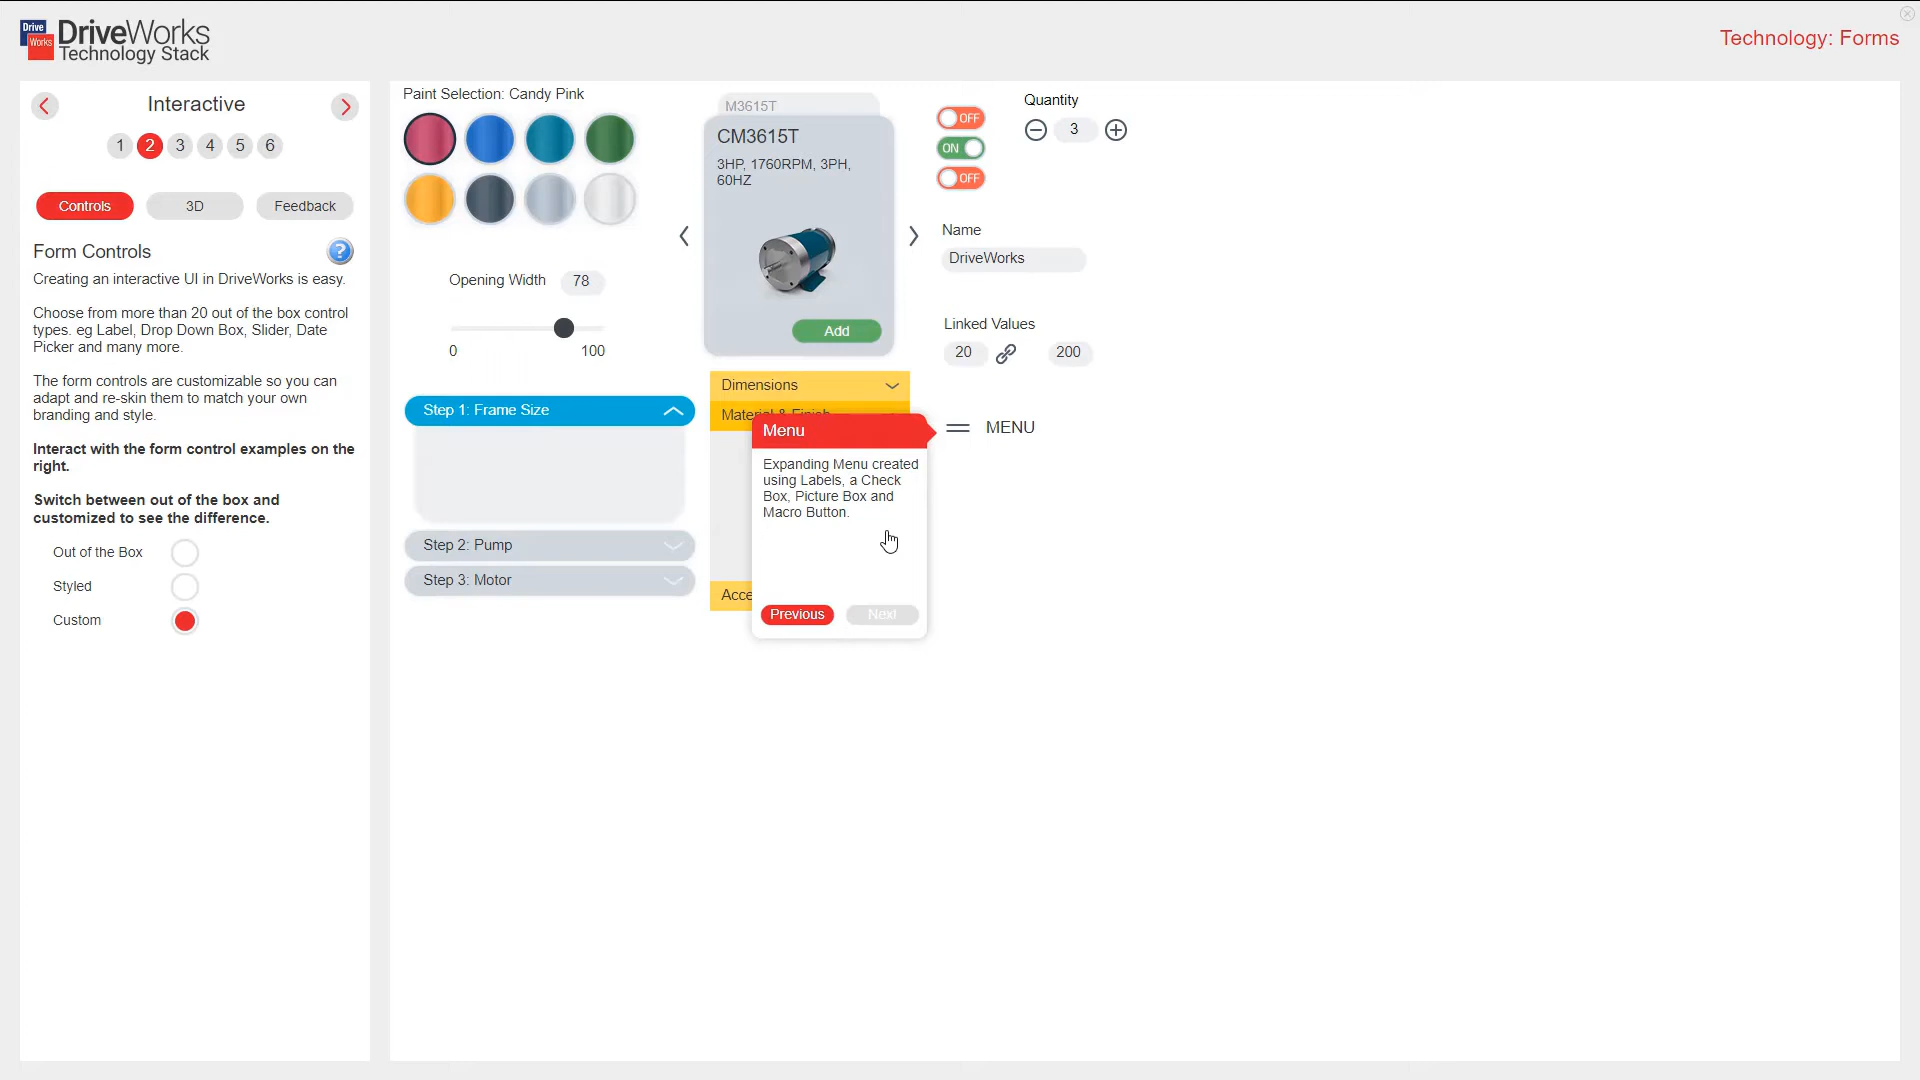 Drive
Works
DriveWorks
Technology Stack
Technology: Forms
Interactive
1 2 3 4 5 6
Controls
3D
Feedback
Form Controls
?
Creating an interactive UI in DriveWorks is easy.
Choose from more than 20 out of the box control
types. eg Label, Drop Down Box, Slider, Date
Picker and many more.
The form controls are customizable so you can
adapt and re-skin them to match your own
branding and style.
Interact with the form control examples on the
right.
Switch between out of the box and
customized to see the difference.
Out of the Box
Styled
Custom
Paint Selection: Candy Pink
Opening Width 78
0 100
Step 1: Frame Size
Step 2: Pump
Step 3: Motor
M3615T
CM3615T
3HP, 1760RPM, 3PH,
60HZ
Add
Dimensions
Material & Finish
Acce
Menu
Expanding Menu created
using Labels, a Check
Box, Picture Box and
Macro Button.
Previous
Next
OFF
ON
OFF
Quantity
3
Name
DriveWorks
Linked Values
20 200
MENU